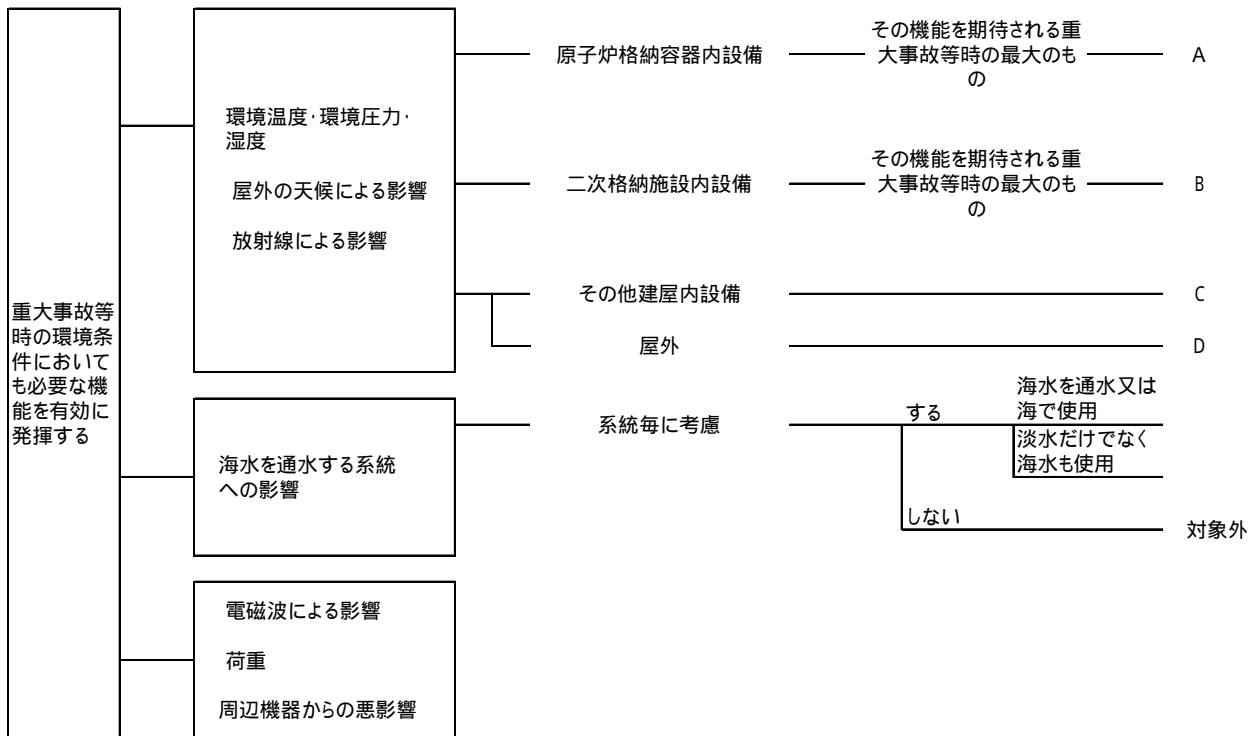 重大事故等
時の環境条
件において
も必要な機
能を有効に
発揮する
環境温度・環境圧力・
湿度
屋外の天候による影響
放射線による影響
原子炉格納容器内設備
その機能を期待される重
大事故等時の最大のも
の
A
二次格納施設内設備
その機能を期待される重
大事故等時の最大のも
の
B
その他建屋内設備
C
屋外
D
海水を通水する系統
への影響
系統毎に考慮
する
海水を通水又は
海で使用
淡水だけでなく
海水も使用
しない
対象外
電磁波による影響
荷重
周辺機器からの悪影響